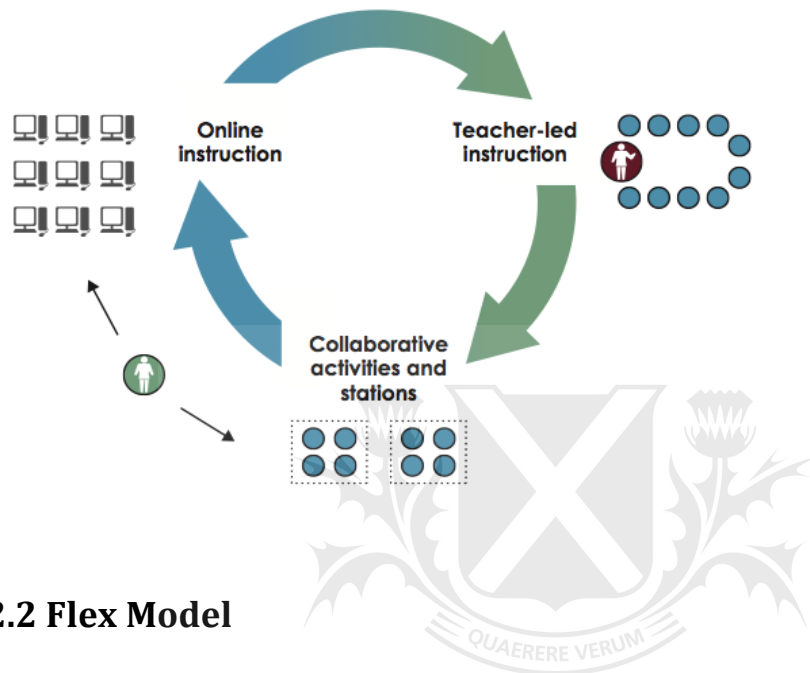 Online
instruction
Teacher-led
instruction
Collaborative
activities and
stations
2.2 Flex Model
QUAERERE VERUM